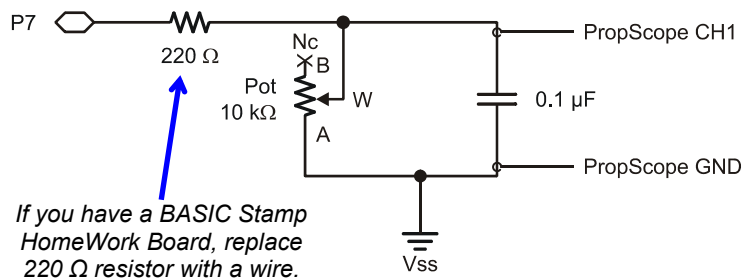 P7
220 Ω
Nc
B
Pot
10 kΩ
W
A
PropScope CH1
0.1 µF
PropScope GND
Vss
If you have a BASIC Stamp
HomeWork Board, replace
220 Ω resistor with a wire.